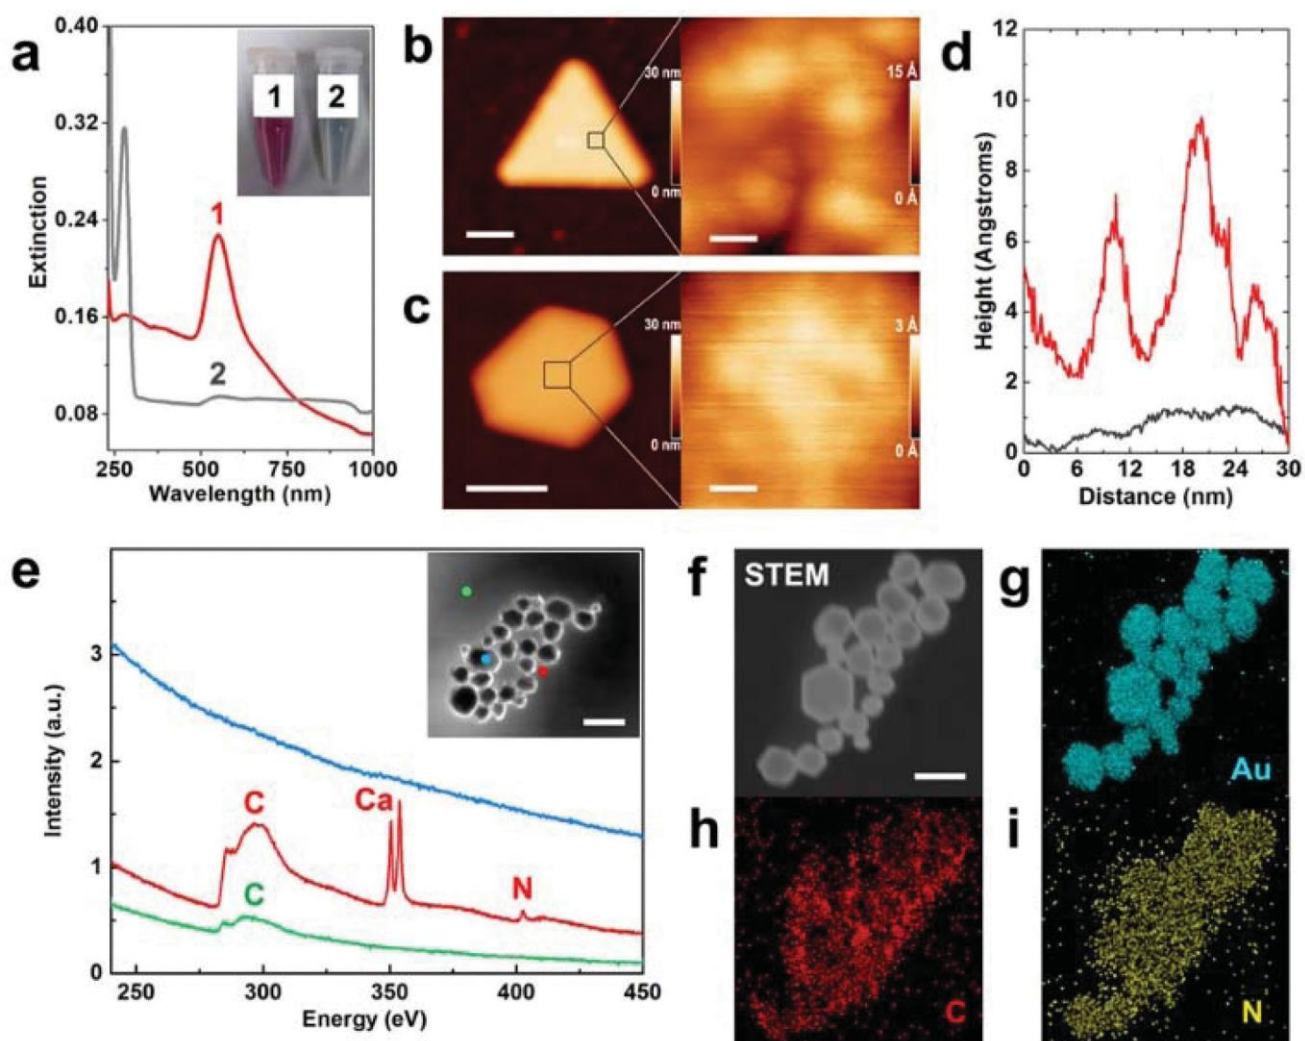 a
0.40
0.32
0.24
0.16
0.08
Extinction
250 500 750 1000
Wavelength (nm)
1 2
1
2
b
30 nm
0 nm
15 Å
0 Å
c
30 nm
0 nm
3 Å
0 Å
d
12
10
8
6
4
2
0
Height (Angstroms)
0 6 12 18 24 30
Distance (nm)
e
3
2
1
0
Intensity (a.u.)
C
Ca
N
C
250 300 350 400 450
Energy (eV)
f
STEM
g
Au
h
C
i
N